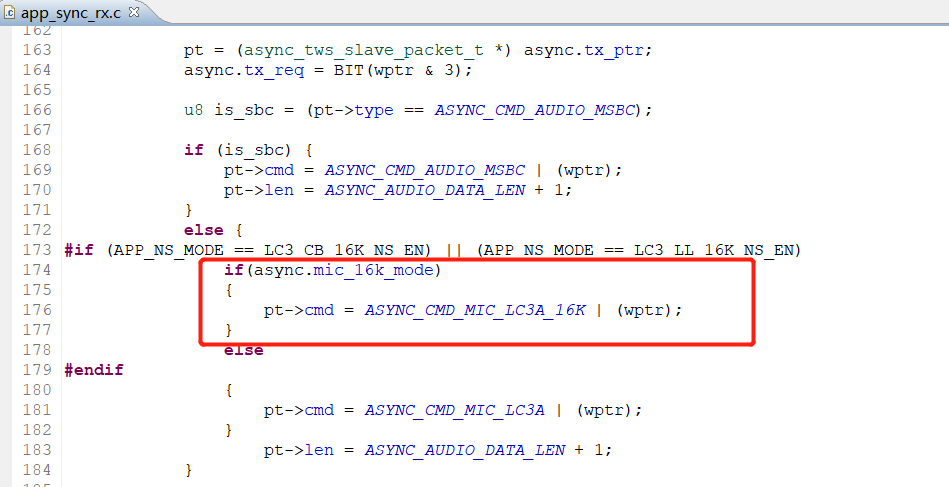 app_sync_rx.c
162
163 pt = (async_tws_slave_packet_t *) async.tx_ptr;
164 async.tx_req = BIT(wptr & 3);
165
166 u8 is_sbc = (pt->type == ASYNC_CMD_AUDIO_MSBC);
167
168 if (is_sbc) {
169 pt->cmd = ASYNC_CMD_AUDIO_MSBC | (wptr);
170 pt->len = ASYNC_AUDIO_DATA_LEN + 1;
171 }
172 else {
173 #if (APP_NS_MODE == LC3_CB_16K_NS_EN) || (APP_NS_MODE == LC3_LL_16K_NS_EN)
174 if(async.mic_16k_mode)
175 {
176 pt->cmd = ASYNC_CMD_MIC_LC3A_16K | (wptr);
177 }
178 else
179 #endif
180 {
181 pt->cmd = ASYNC_CMD_MIC_LC3A | (wptr);
182 }
183 pt->len = ASYNC_AUDIO_DATA_LEN + 1;
184 }